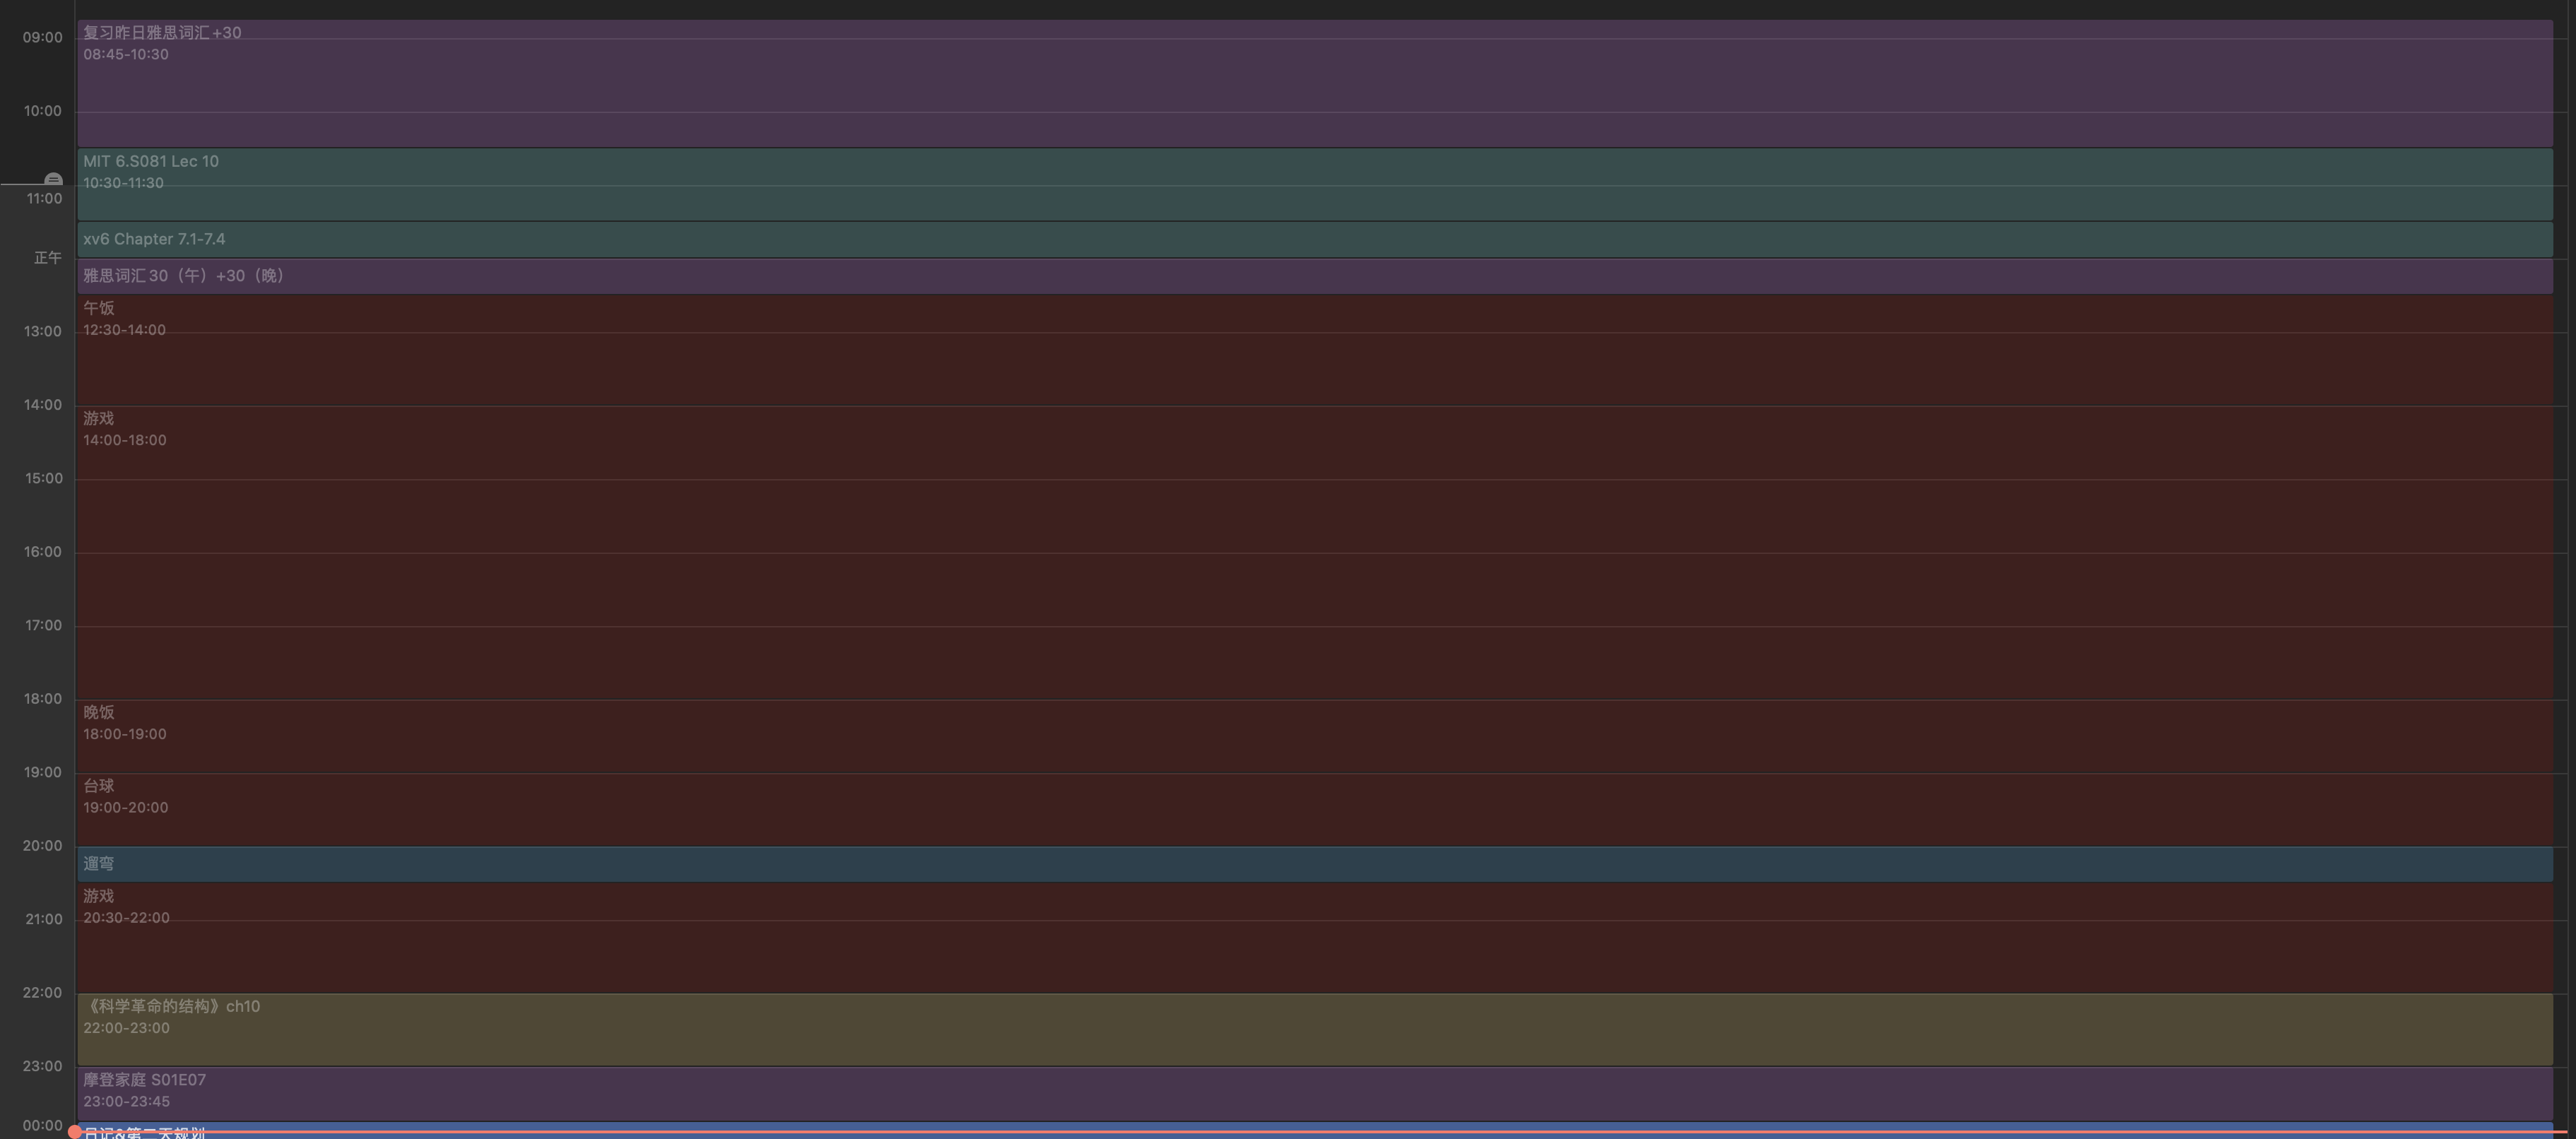 09:00
10:00
11:00
正午
13:00
14:00
15:00
16:00
17:00
18:00
19:00
20:00
21:00
22:00
23:00
00:00
复习昨日雅思词汇+30
08:45-10:30
MIT 6.S081 Lec 10
10:30-11:30
xv6 Chapter 7.1-7.4
雅思词汇30（午）+30（晚）
午饭
12:30-14:00
游戏
14:00-18:00
晚饭
18:00-19:00
台球
19:00-20:00
遛弯
游戏
20:30-22:00
《科学革命的结构》ch10
22:00-23:00
摩登家庭 S01E07
23:00-23:45
日记&第二天规划